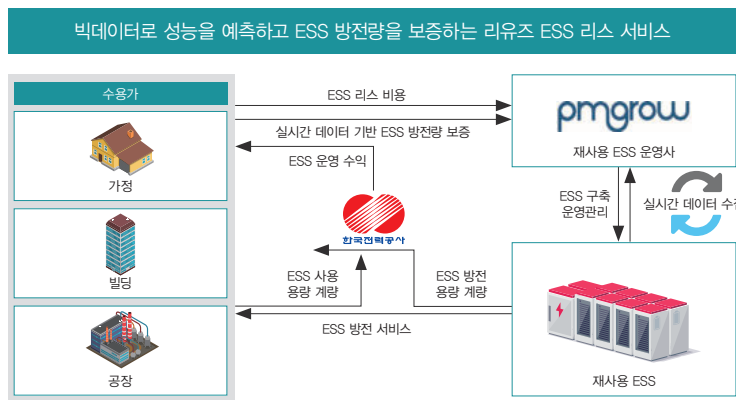 빅데이터로 성능을 예측하고 ESS 방전량을 보증하는 리유즈 ESS 리스 서비스
수용가
가정
빌딩
공장
ESS 리스 비용
실시간 데이터 기반 ESS 방전량 보증
ESS 운영 수익
한국전력공사
ESS 사용
용량 계량
ESS 방전
용량 계량
ESS 방전 서비스
pmgrow
재사용 ESS 운영사
ESS 구축
운영관리
실시간 데이터
재사용 ESS